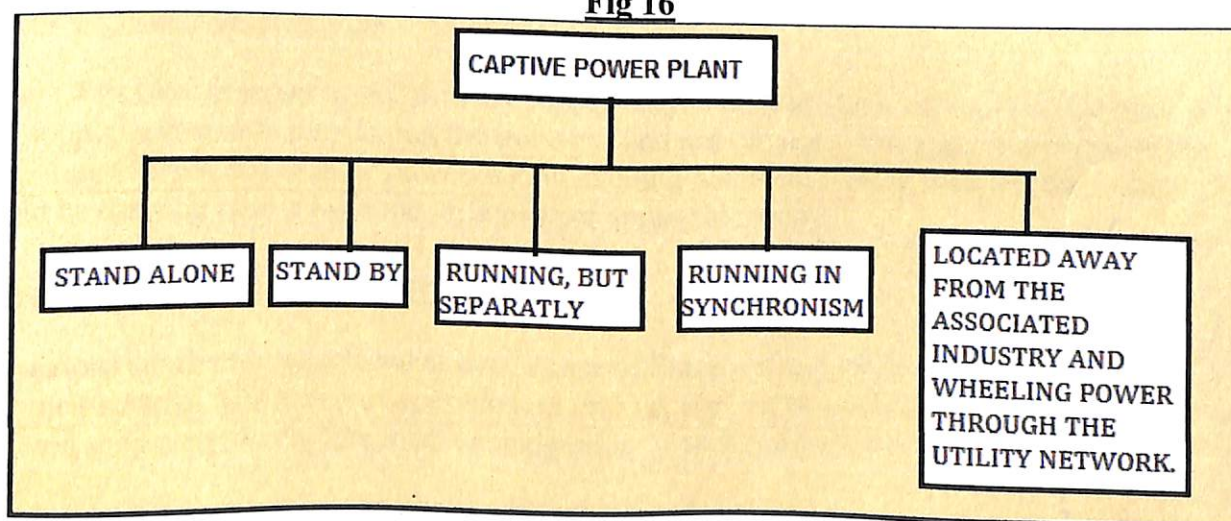 Fig 16
CAPTIVE POWER PLANT
STAND ALONE
STAND BY
RUNNING, BUT
SEPARATLY
RUNNING IN
SYNCHRONISM
LOCATED AWAY
FROM THE
ASSOCIATED
INDUSTRY AND
WHEELING POWER
THROUGH THE
UTILITY NETWORK.